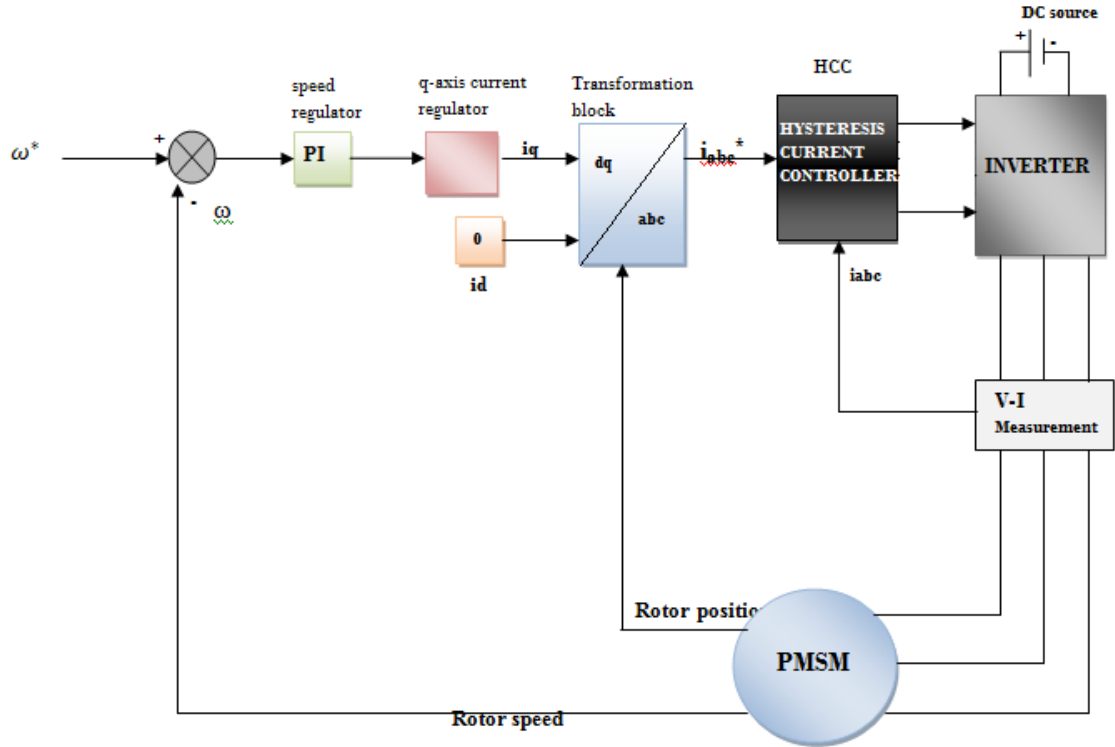 DC source
+
-
HCC
speed
regulator
q-axis current
regulator
Transformation
block
+
ω*
PI
iq
dq
abc
iabc*
HYSTERESIS
CURRENT
CONTROLLER
INVERTER
-
ω
0
id
iabc
V-I
Measurement
Rotor positio
PMSM
Rotor speed